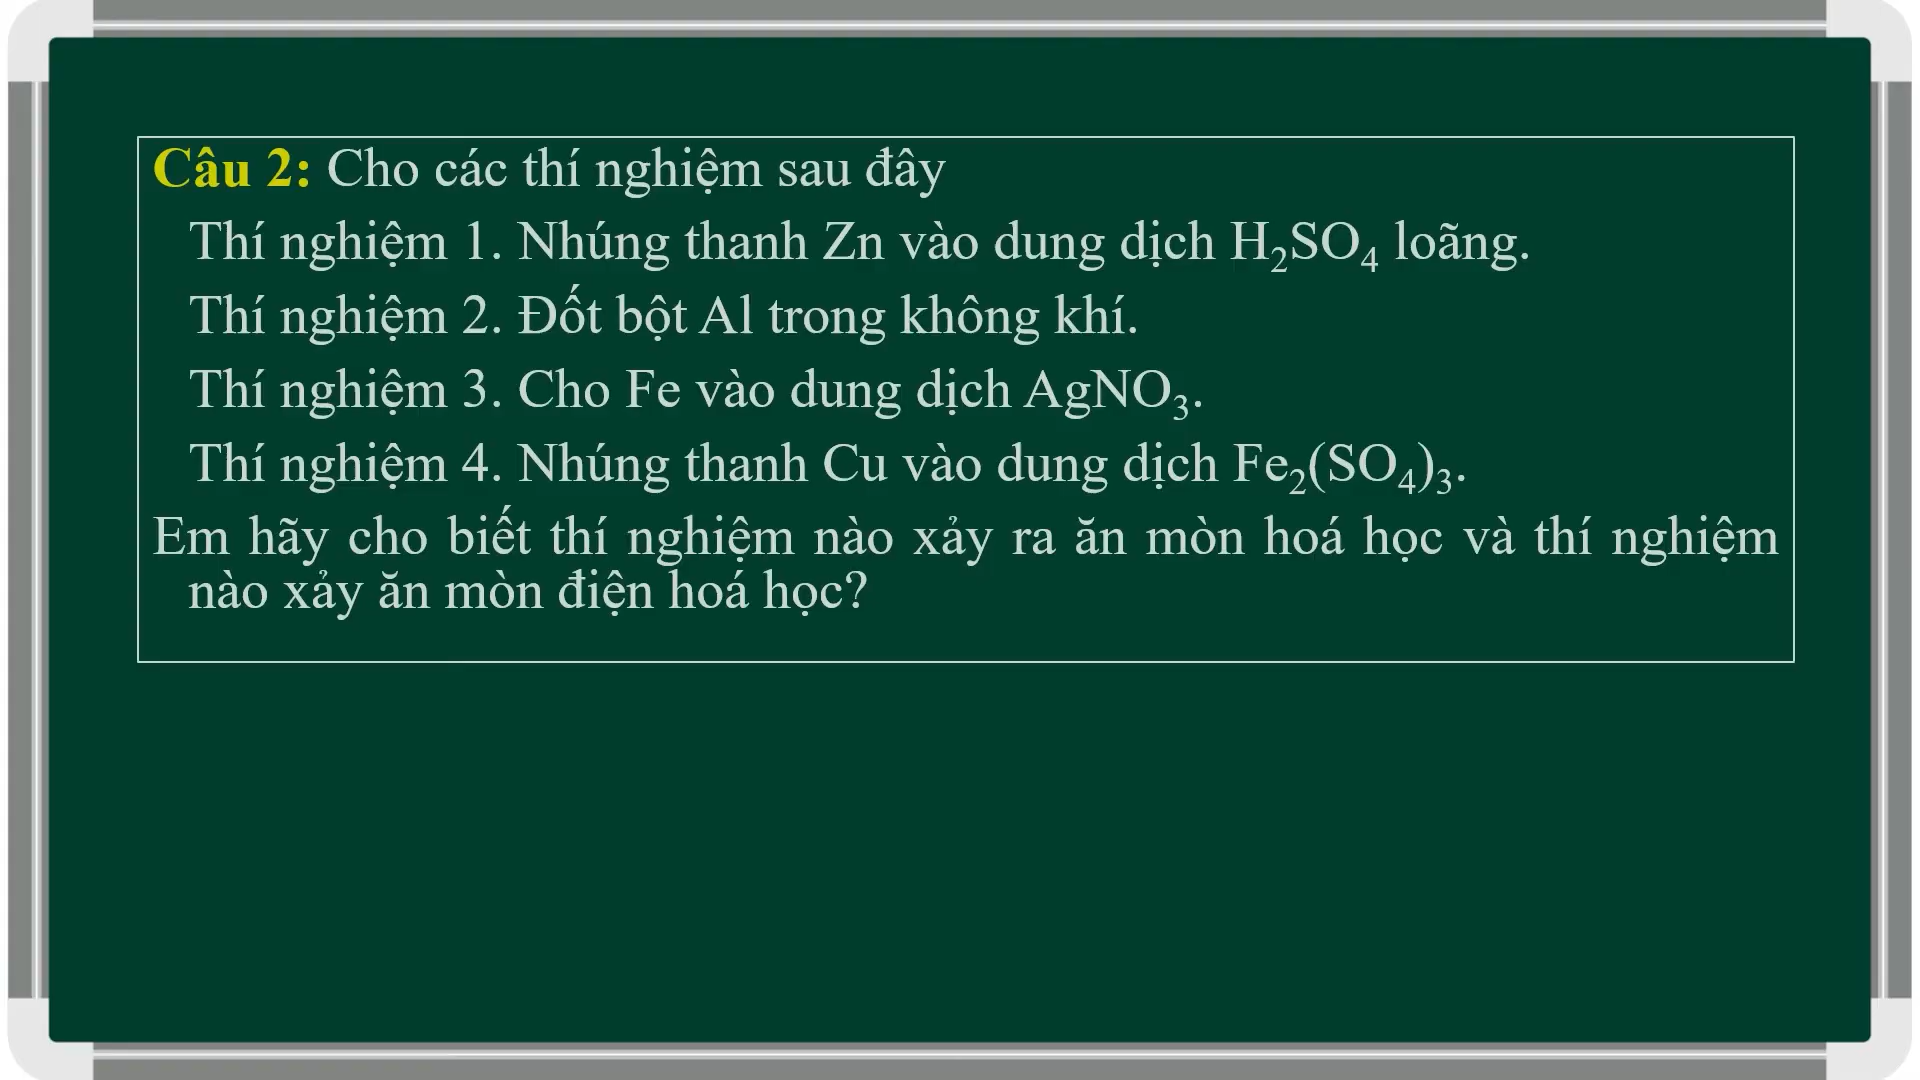 Câu 2: Cho các thí nghiệm sau đây
Thí nghiệm 1. Nhúng thanh Zn vào dung dịch H₂SO₄ loãng.
Thí nghiệm 2. Đốt bột Al trong không khí.
Thí nghiệm 3. Cho Fe vào dung dịch AgNO₃.
Thí nghiệm 4. Nhúng thanh Cu vào dung dịch Fe₂(SO₄)₃.
Em hãy cho biết thí nghiệm nào xảy ra ăn mòn hoá học và thí nghiệm
nào xảy ăn mòn điện hoá học?